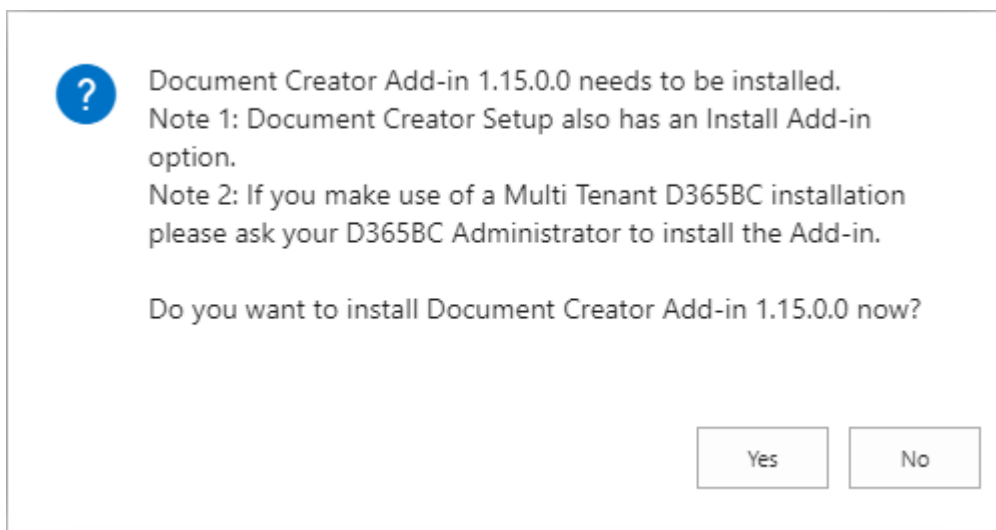 ?
Document Creator Add-in 1.15.0.0 needs to be installed.
Note 1: Document Creator Setup also has an Install Add-in
option.
Note 2: If you make use of a Multi Tenant D365BC installation
please ask your D365BC Administrator to install the Add-in.
Do you want to install Document Creator Add-in 1.15.0.0 now?
Yes
No